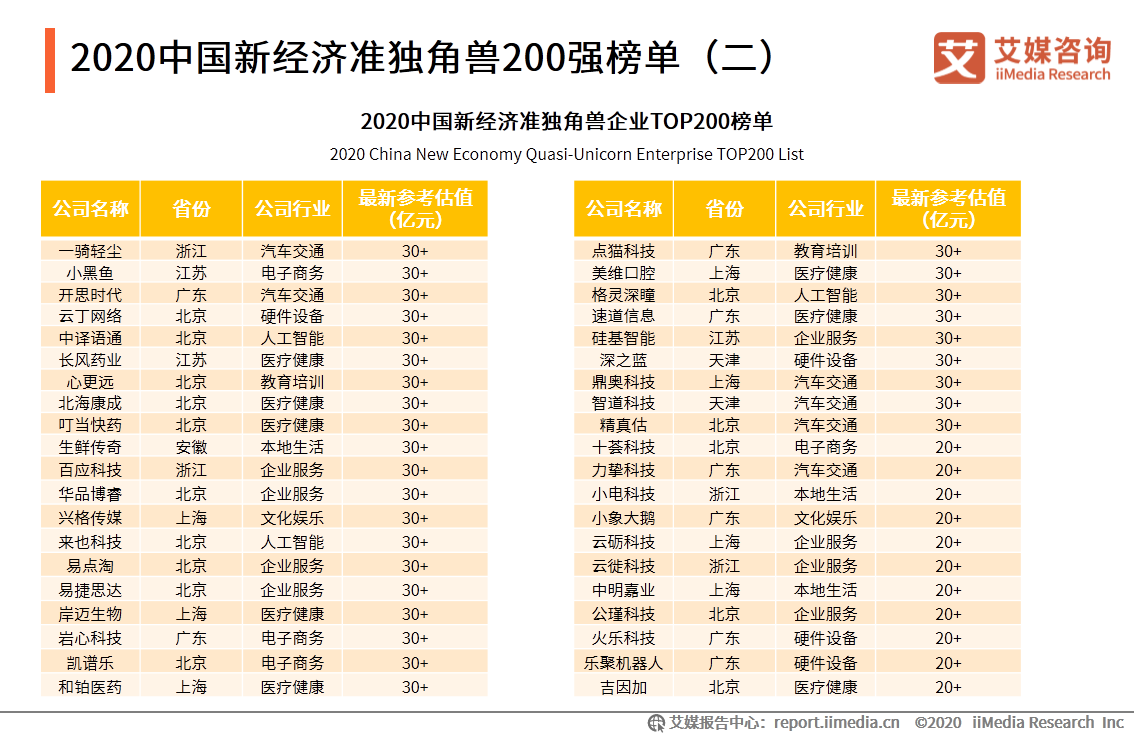 2020中国新经济准独角兽200强榜单（二）
艾媒咨询
iiMedia Research
2020中国新经济准独角兽企业TOP200榜单
2020 China New Economy Quasi-Unicorn Enterprise TOP200 List
公司名称 省份 公司行业 最新参考估值
（亿元）
一骑轻尘 浙江 汽车交通 30+
小黑鱼 江苏 电子商务 30+
开思时代 广东 汽车交通 30+
云丁网络 北京 硬件设备 30+
中译语通 北京 人工智能 30+
长风药业 江苏 医疗健康 30+
心更远 北京 教育培训 30+
北海康成 北京 医疗健康 30+
叮当快药 北京 医疗健康 30+
生鲜传奇 安徽 本地生活 30+
百应科技 浙江 企业服务 30+
华品博睿 北京 企业服务 30+
兴格传媒 上海 文化娱乐 30+
来也科技 北京 人工智能 30+
易点淘 北京 企业服务 30+
易捷思达 北京 企业服务 30+
岸迈生物 上海 医疗健康 30+
岩心科技 广东 电子商务 30+
凯谱乐 北京 电子商务 30+
和铂医药 上海 医疗健康 30+
公司名称 省份 公司行业 最新参考估值
（亿元）
点猫科技 广东 教育培训 30+
美维口腔 上海 医疗健康 30+
格灵深瞳 北京 人工智能 30+
速道信息 广东 医疗健康 30+
硅基智能 江苏 企业服务 30+
深之蓝 天津 硬件设备 30+
鼎奥科技 上海 汽车交通 30+
智道科技 天津 汽车交通 30+
精真估 北京 汽车交通 30+
十荟科技 北京 电子商务 20+
力挚科技 广东 汽车交通 20+
小电科技 浙江 本地生活 20+
小象大鹅 广东 文化娱乐 20+
云砺科技 上海 企业服务 20+
云徙科技 浙江 企业服务 20+
中明嘉业 上海 本地生活 20+
公瑾科技 北京 企业服务 20+
火乐科技 广东 硬件设备 20+
乐聚机器人 广东 硬件设备 20+
吉因加 北京 医疗健康 20+
艾媒报告中心：report.iimedia.cn ©2020 iiMedia Research Inc